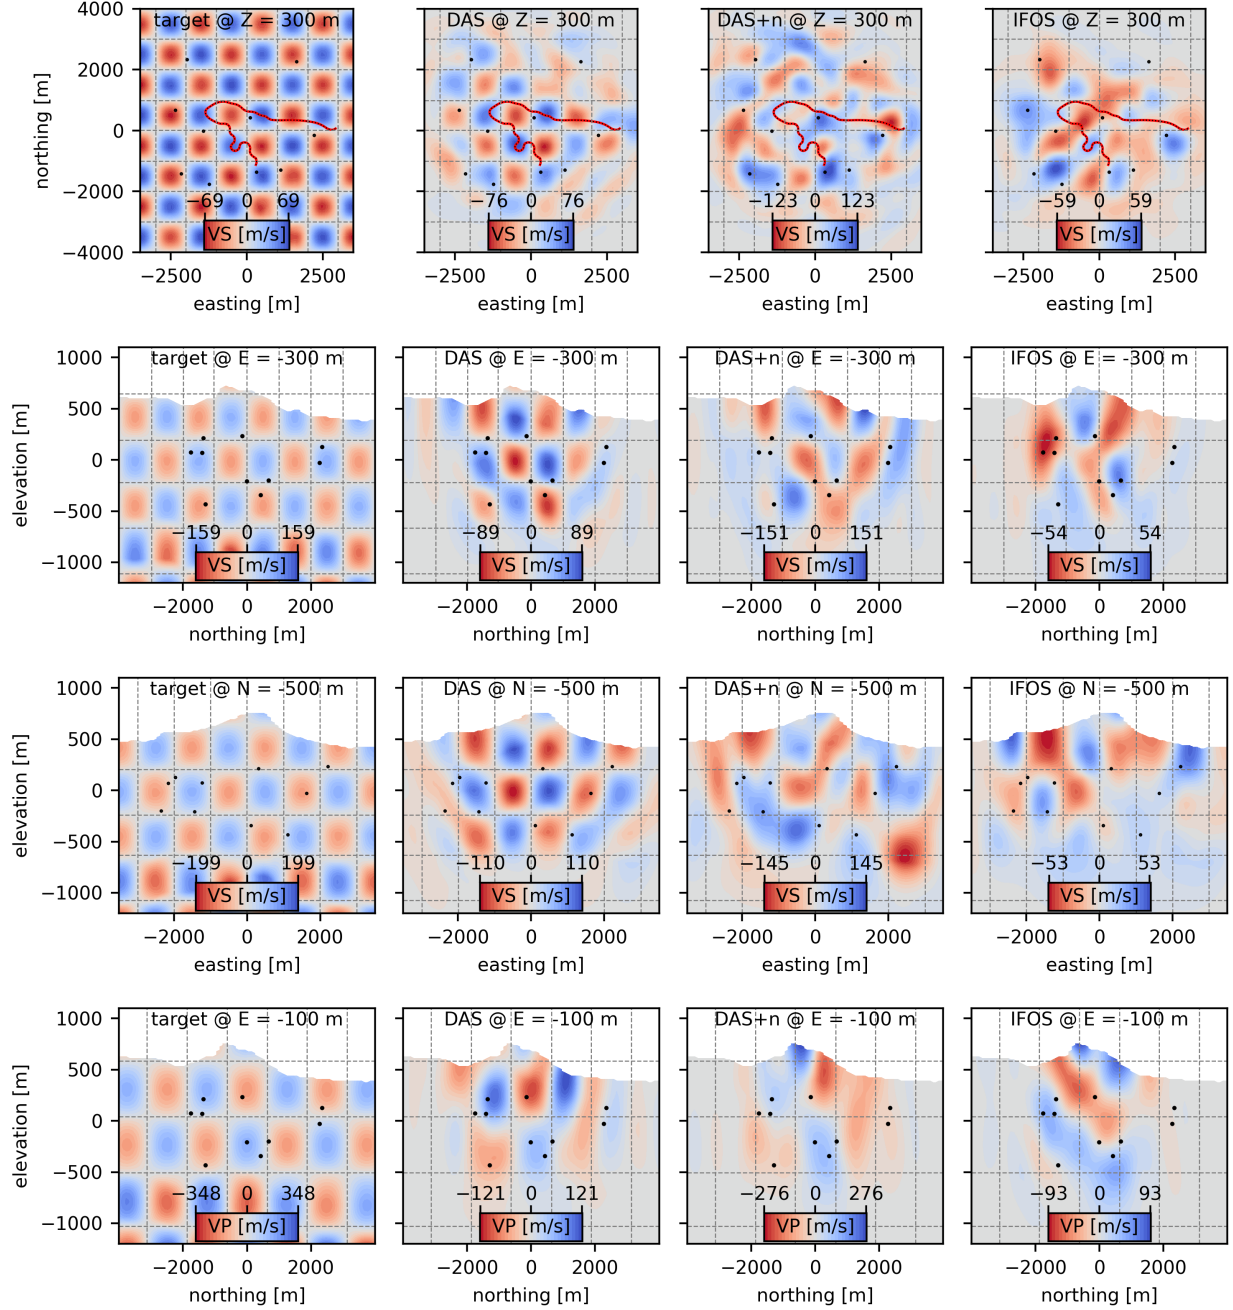 target @ Z = 300 m
DAS @ Z = 300 m
DAS+n @ Z = 300 m
IFOS @ Z = 300 m
4000
2000
0
−2000
−4000
northing [m]
−69 0 69
VS [m/s]
−76 0 76
VS [m/s]
−123 0 123
VS [m/s]
−59 0 59
VS [m/s]
−2500 0 2500
−2500 0 2500
−2500 0 2500
−2500 0 2500
easting [m]
easting [m]
easting [m]
easting [m]
target @ E = -300 m
DAS @ E = -300 m
DAS+n @ E = -300 m
IFOS @ E = -300 m
1000
500
0
−500
−1000
elevation [m]
−159 0 159
VS [m/s]
−89 0 89
VS [m/s]
−151 0 151
VS [m/s]
−54 0 54
VS [m/s]
−2000 0 2000
−2000 0 2000
−2000 0 2000
−2000 0 2000
northing [m]
northing [m]
northing [m]
northing [m]
target @ N = -500 m
DAS @ N = -500 m
DAS+n @ N = -500 m
IFOS @ N = -500 m
1000
500
0
−500
−1000
elevation [m]
−199 0 199
VS [m/s]
−110 0 110
VS [m/s]
−145 0 145
VS [m/s]
−53 0 53
VS [m/s]
−2000 0 2000
−2000 0 2000
−2000 0 2000
−2000 0 2000
easting [m]
easting [m]
easting [m]
easting [m]
target @ E = -100 m
DAS @ E = -100 m
DAS+n @ E = -100 m
IFOS @ E = -100 m
1000
500
0
−500
−1000
elevation [m]
−348 0 348
VP [m/s]
−121 0 121
VP [m/s]
−276 0 276
VP [m/s]
−93 0 93
VP [m/s]
−2000 0 2000
−2000 0 2000
−2000 0 2000
−2000 0 2000
northing [m]
northing [m]
northing [m]
northing [m]